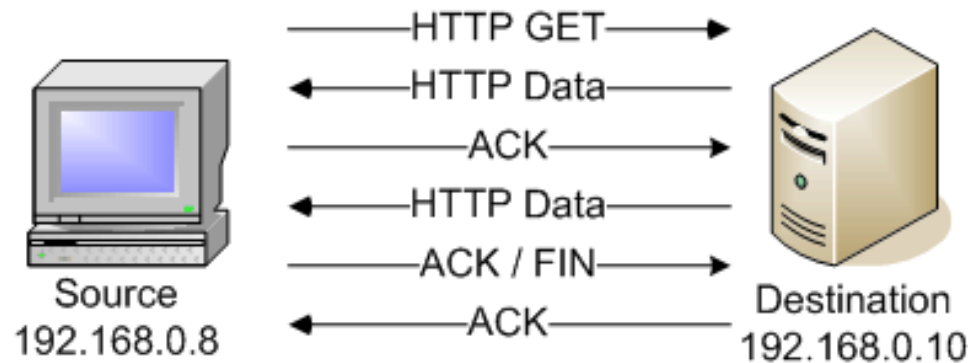 HTTP GET
HTTP Data
ACK
HTTP Data
ACK / FIN
ACK
Source
192.168.0.8
Destination
192.168.0.10